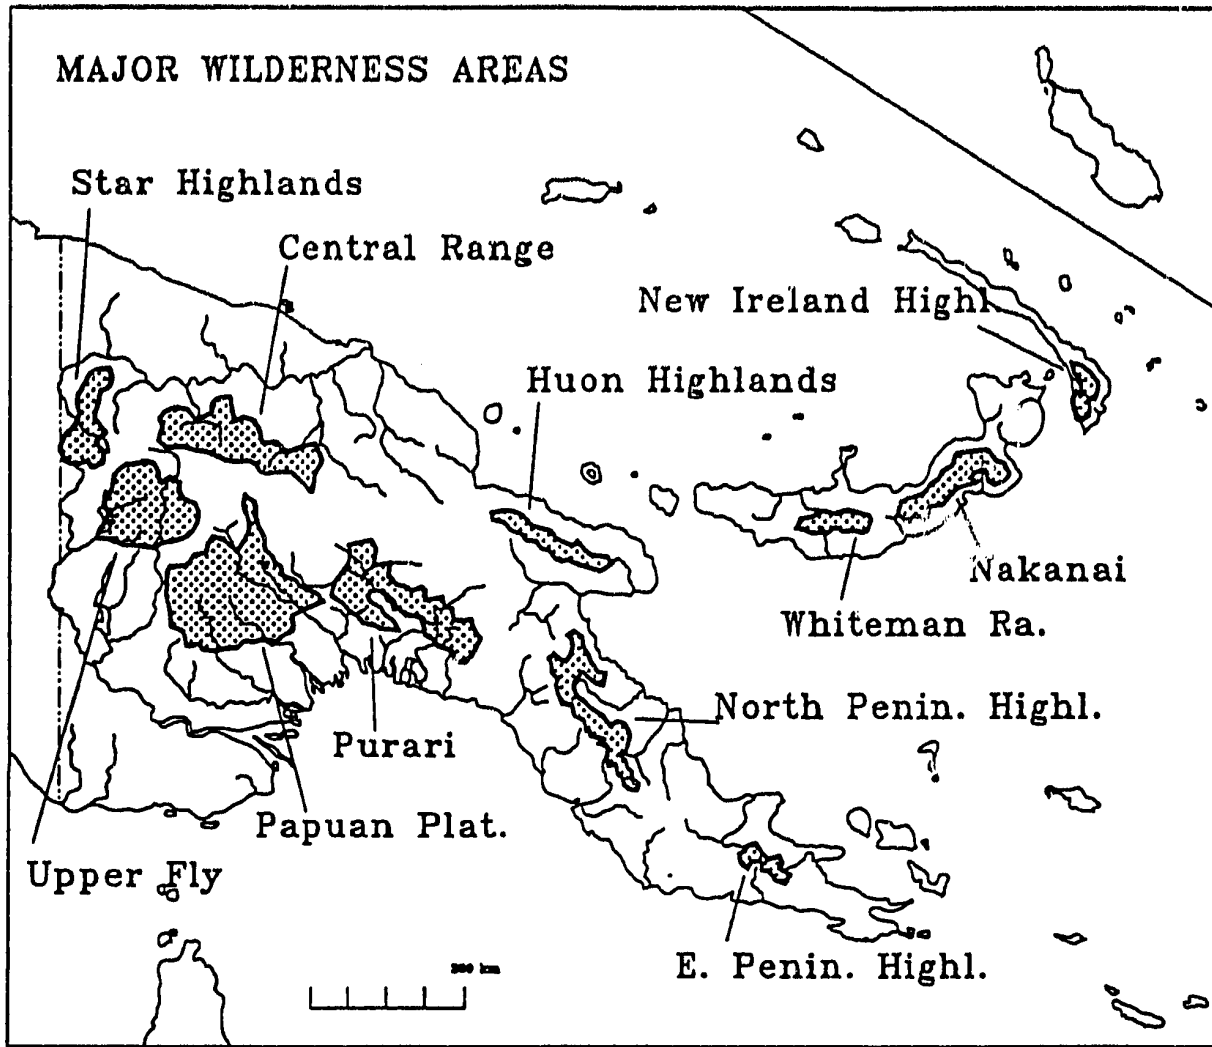 MAJOR WILDERNESS AREAS
Star Highlands
Central Range
New Ireland Highl.
Huon Highlands
Nakanai
Whiteman Ra.
North Penin. Highl.
Purari
Papuan Plat.
Upper Fly
E. Penin. Highl.
km